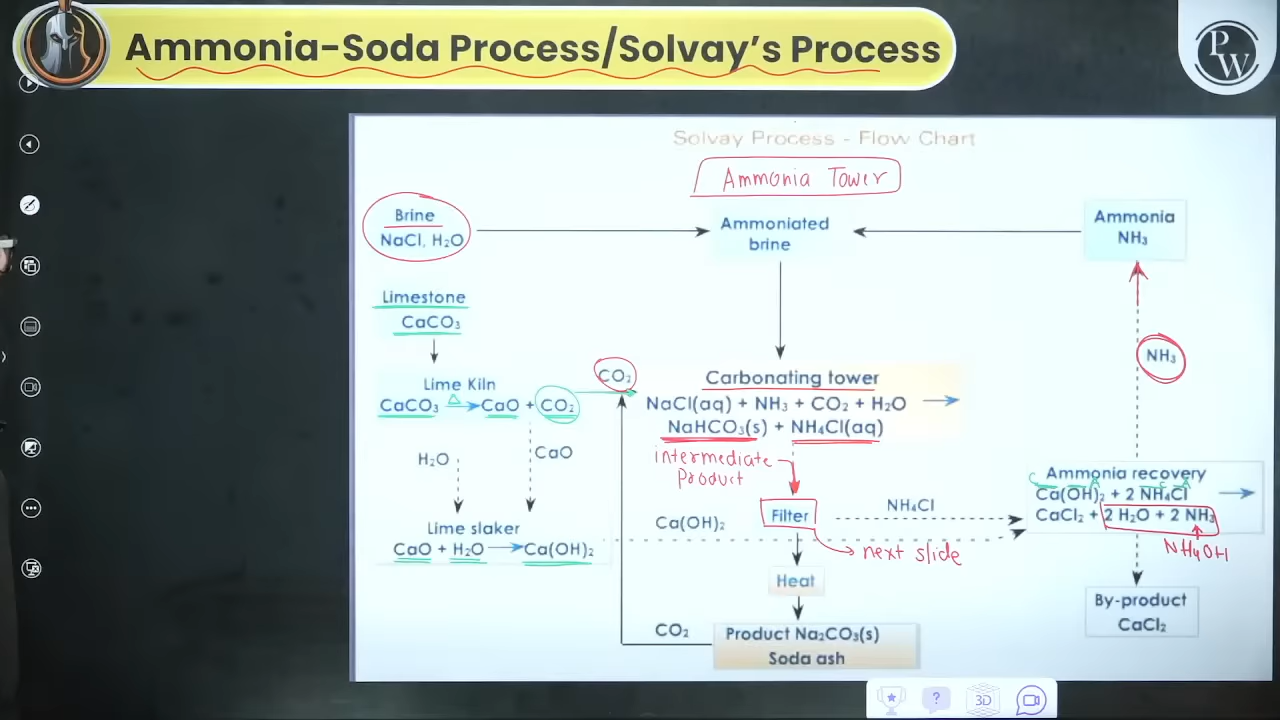 Ammonia-Soda Process/Solvay's Process
P
W
Solvay Process - Flow Chart
Ammonia Tower
Brine
NaCl, H₂O
Ammoniated
brine
Ammonia
NH₃
Limestone
CaCO₃
NH₃
Lime Kiln
CaCO₃ △ CaO + CO₂
CO₂
Carbonating tower
NaCl(aq) + NH₃ + CO₂ + H₂O
NaHCO₃(s) + NH₄Cl(aq)
intermediate
Product
H₂O
CaO
Ammonia recovery
Ca(OH)₂ + 2 NH₄Cl
CaCl₂ + 2 H₂O + 2 NH₃
NH₄OH
Lime slaker
CaO + H₂O → Ca(OH)₂
Ca(OH)₂
Filter
NH₄Cl
next slide
Heat
By-product
CaCl₂
CO₂
Product Na₂CO₃(s)
Soda ash
?
3D